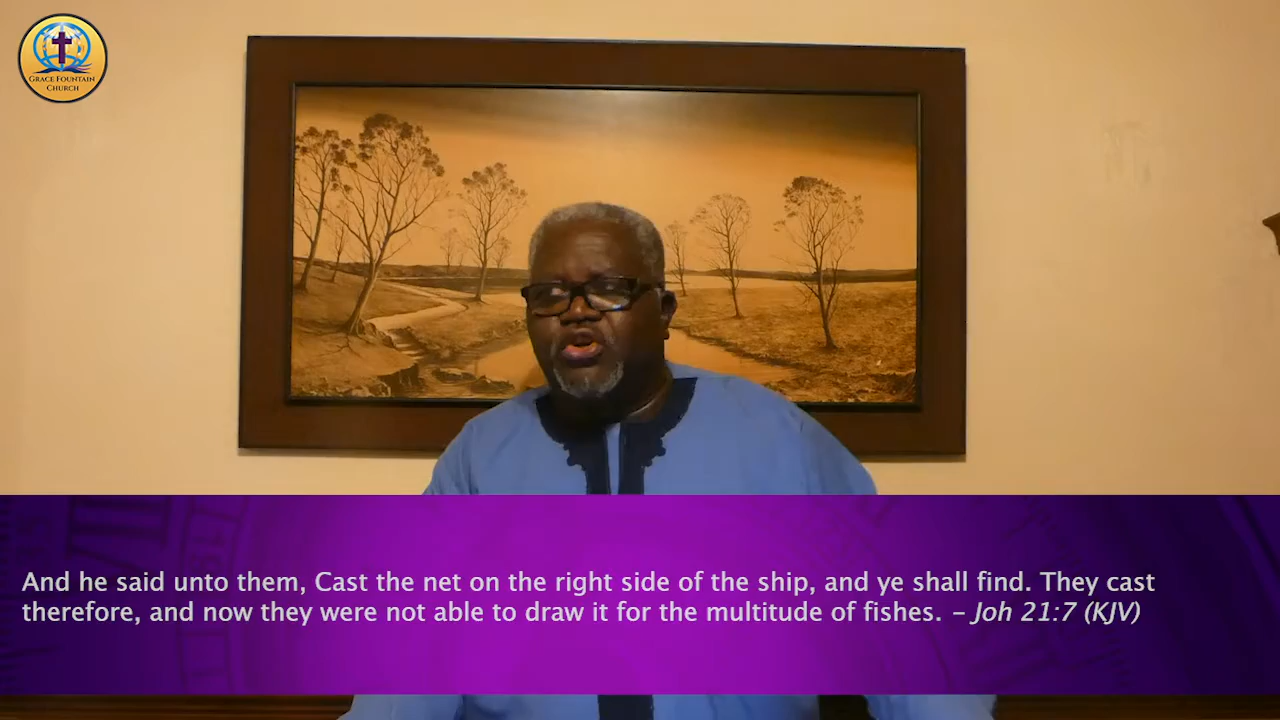 GRACE FOUNTAIN
CHURCH
And he said unto them, Cast the net on the right side of the ship, and ye shall find. They cast
therefore, and now they were not able to draw it for the multitude of fishes. – Joh 21:7 (KJV)